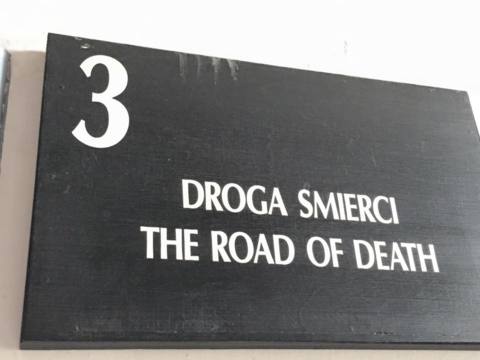 3
DROGA SMIERCI
THE ROAD OF DEATH